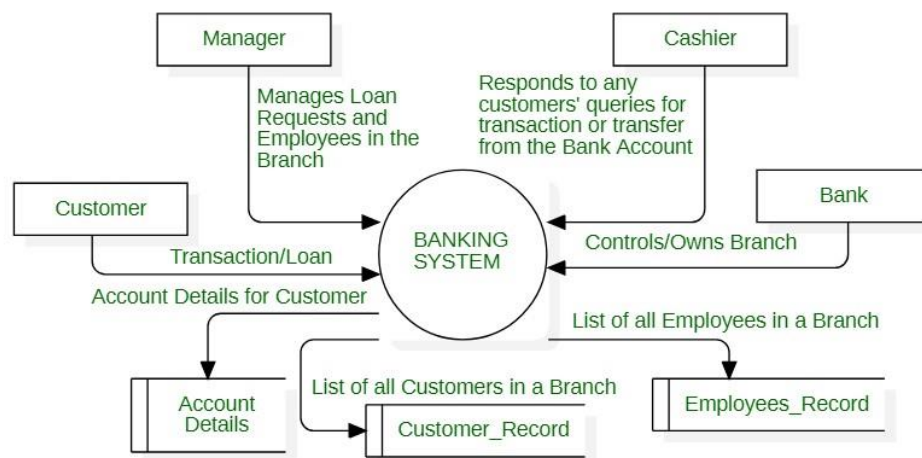 Manager
Cashier
Manages Loan
Requests and
Employees in the
Branch
Responds to any
customers' queries for
transaction or transfer
from the Bank Account
Customer
Bank
BANKING
SYSTEM
Transaction/Loan
Controls/Owns Branch
Account Details for Customer
List of all Employees in a Branch
List of all Customers in a Branch
Account
Details
Customer_Record
Employees_Record